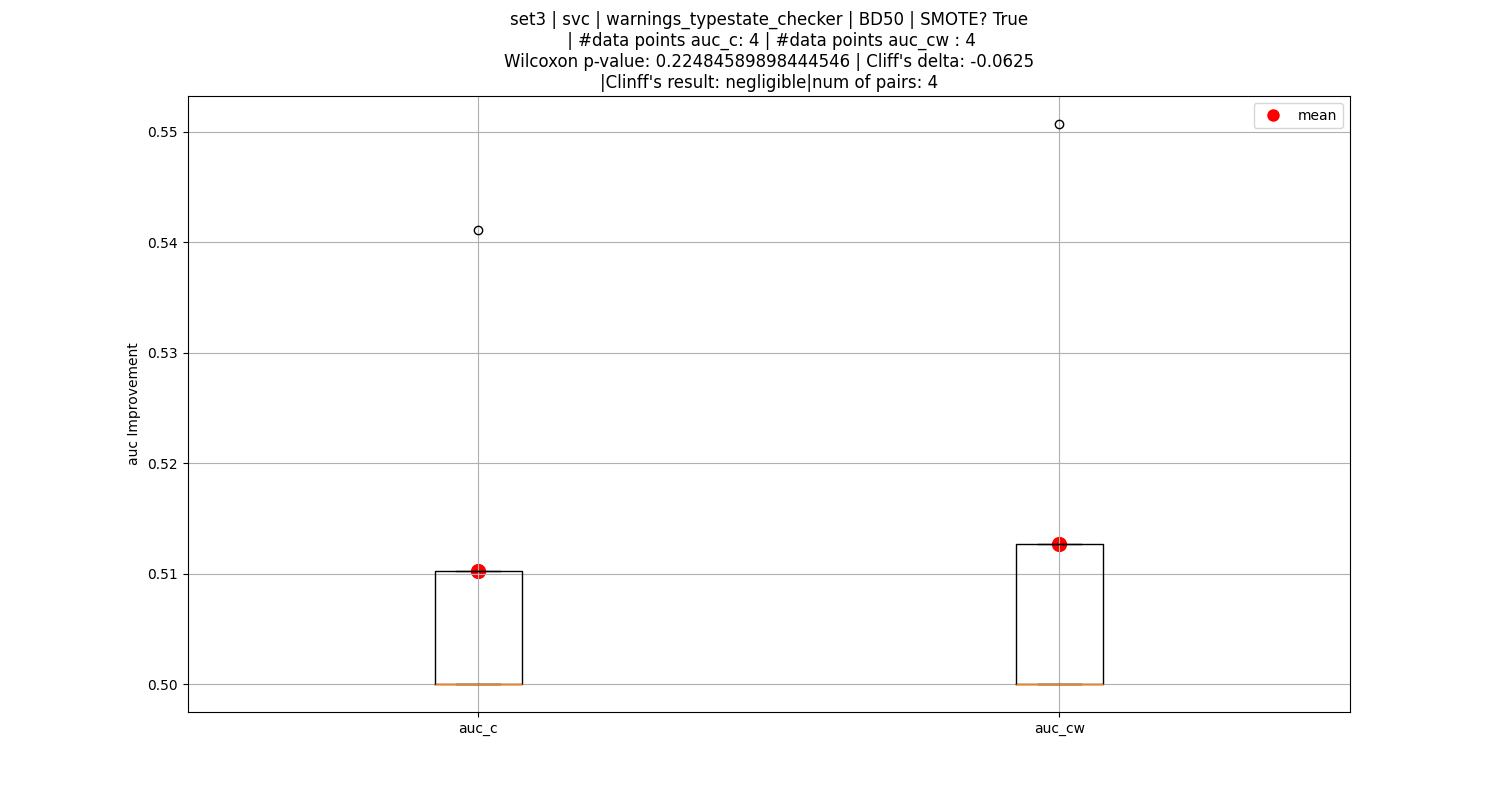 set3 | svc | warnings_typestate_checker | BD50 | SMOTE? True
| #data points auc_c: 4 | #data points auc_cw : 4
Wilcoxon p-value: 0.22484589898444546 | Cliff's delta: -0.0625
|Clinff's result: negligible|num of pairs: 4
mean
0.55
0.54
0.53
0.52
0.51
0.50
auc Improvement
auc_c
auc_cw